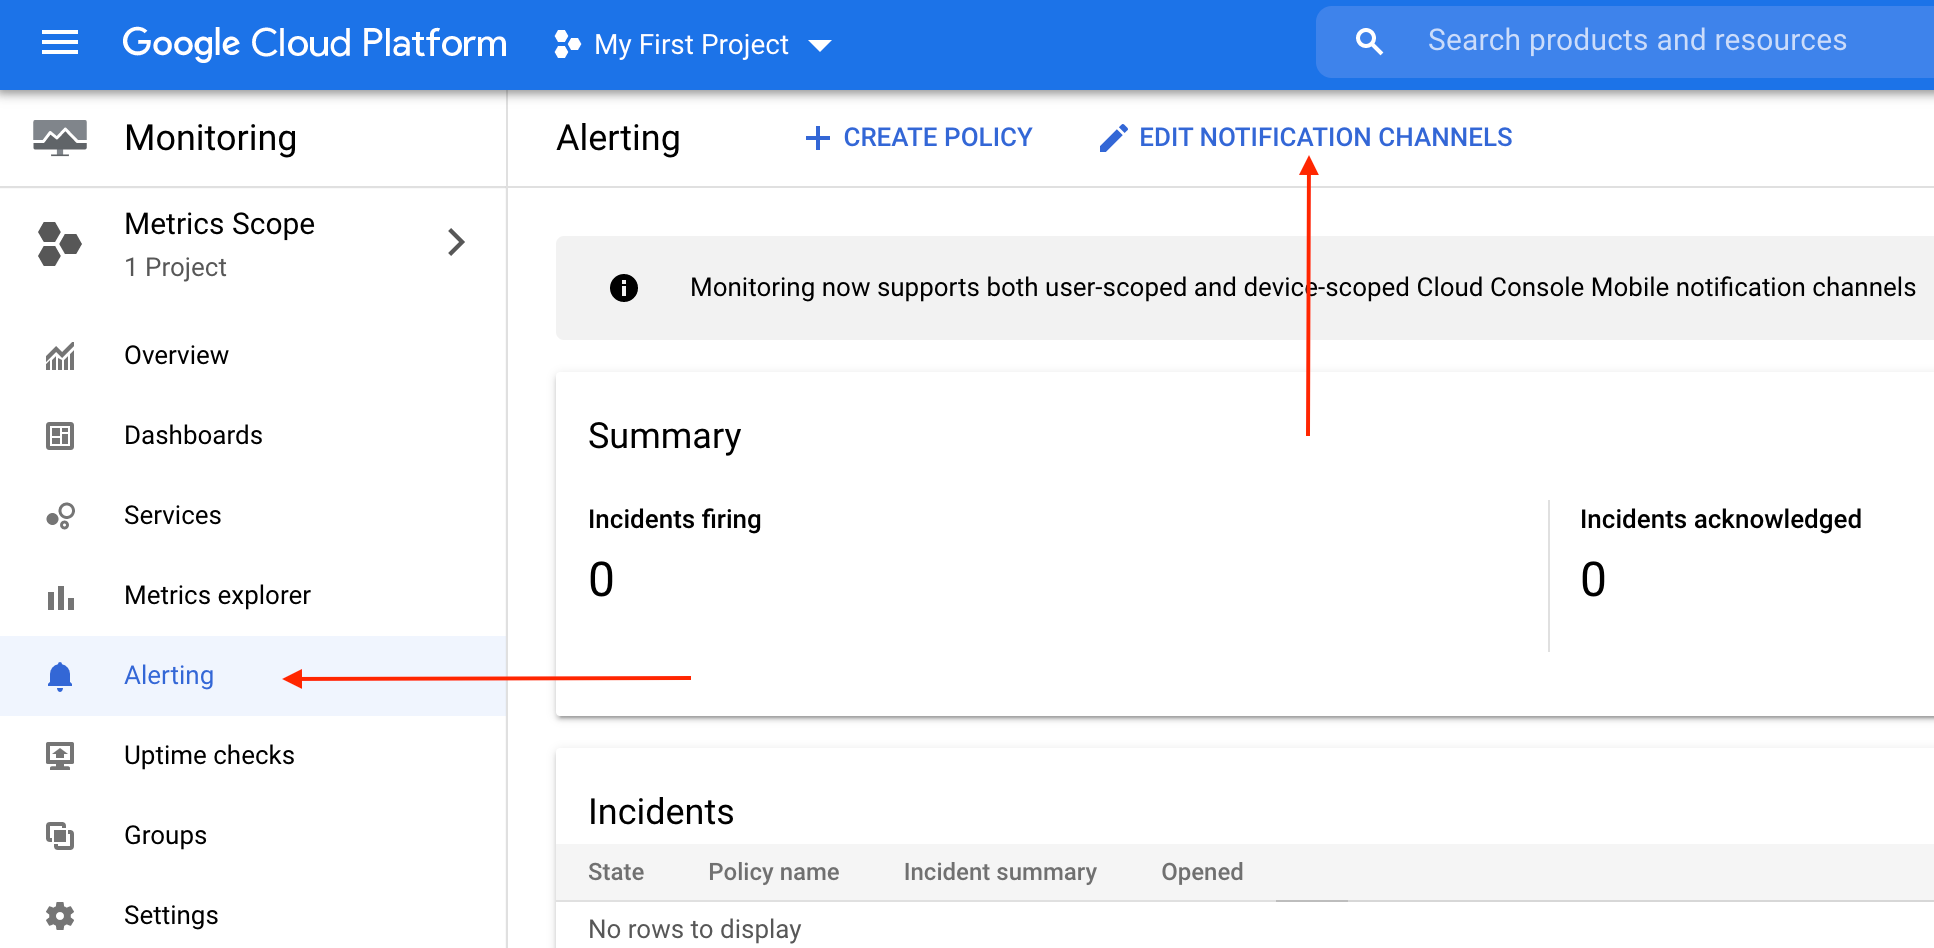 Google Cloud Platform
My First Project
Search products and resources
Monitoring
Metrics Scope
1 Project
Overview
Dashboards
Services
Metrics explorer
Alerting
Uptime checks
Groups
Settings
Alerting
CREATE POLICY
EDIT NOTIFICATION CHANNELS
Monitoring now supports both user-scoped and device-scoped Cloud Console Mobile notification channels
Summary
Incidents firing
0
Incidents acknowledged
0
Incidents
State Policy name Incident summary Opened
No rows to display